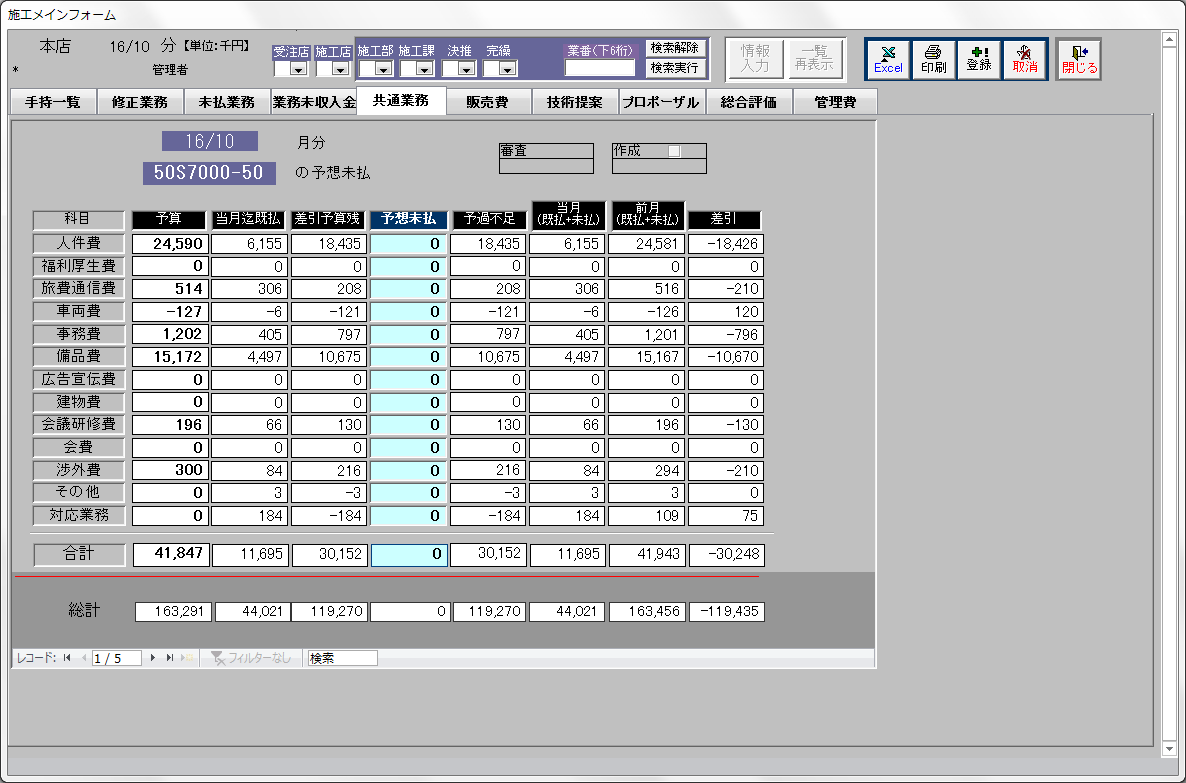 施工メインフォーム
本店 16/10 分 【単位:千円】
* 管理者
受注店 施工店 施工部 施工課 決推 完繰 業番(下6桁) 検索解除
検索実行
情報入力 一覧再表示 Excel 印刷 登録 取消 閉じる
手持一覧 修正業務 未払業務 業務未収入金 共通業務 販売費 技術提案 プロポーザル 総合評価 管理費
16/10 月分
50S7000-50 の予想未払
審査 作成
科目 予算 当月迄既払 差引予算残 予想未払 予過不足 当月(既払+未払) 前月(既払+未払) 差引
人件費 24,590 6,155 18,435 0 18,435 6,155 24,581 -18,426
福利厚生費 0 0 0 0 0 0 0 0
旅費通信費 514 306 208 0 208 306 516 -210
車両費 -127 -6 -121 0 -121 -6 -126 120
事務費 1,202 405 797 0 797 405 1,201 -796
備品費 15,172 4,497 10,675 0 10,675 4,497 15,167 -10,670
広告宣伝費 0 0 0 0 0 0 0 0
建物費 0 0 0 0 0 0 0 0
会議研修費 196 66 130 0 130 66 196 -130
会費 0 0 0 0 0 0 0 0
渉外費 300 84 216 0 216 84 294 -210
その他 0 3 -3 0 -3 3 3 0
対応業務 0 184 -184 0 -184 184 109 75
合計 41,847 11,695 30,152 0 30,152 11,695 41,943 -30,248
総計 163,291 44,021 119,270 0 119,270 44,021 163,456 -119,435
レコード: 1 / 5 フィルターなし 検索